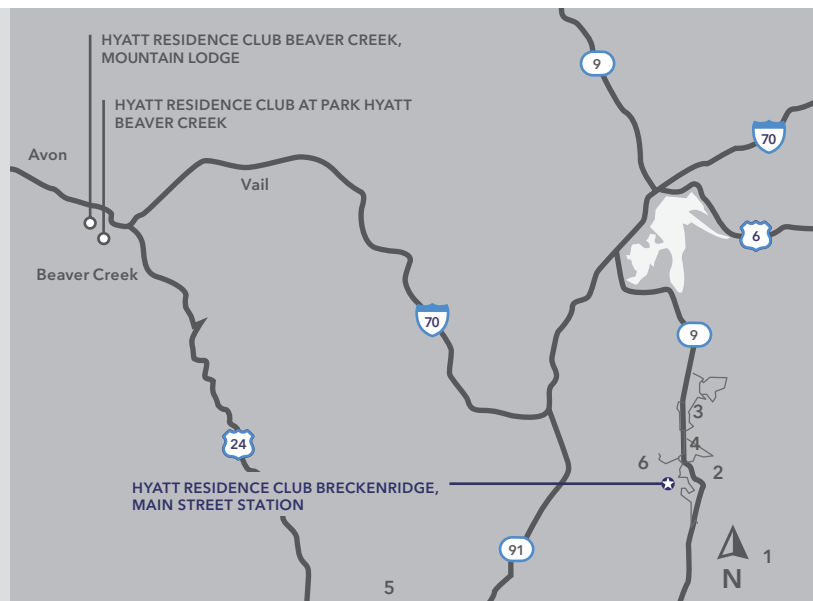 HYATT RESIDENCE CLUB BEAVER CREEK,
MOUNTAIN LODGE
9
HYATT RESIDENCE CLUB AT PARK HYATT
BEAVER CREEK
70
Avon
Vail
6
Beaver Creek
70
9
3
24
4
6
2
HYATT RESIDENCE CLUB BRECKENRIDGE,
MAIN STREET STATION
91
1
N
5